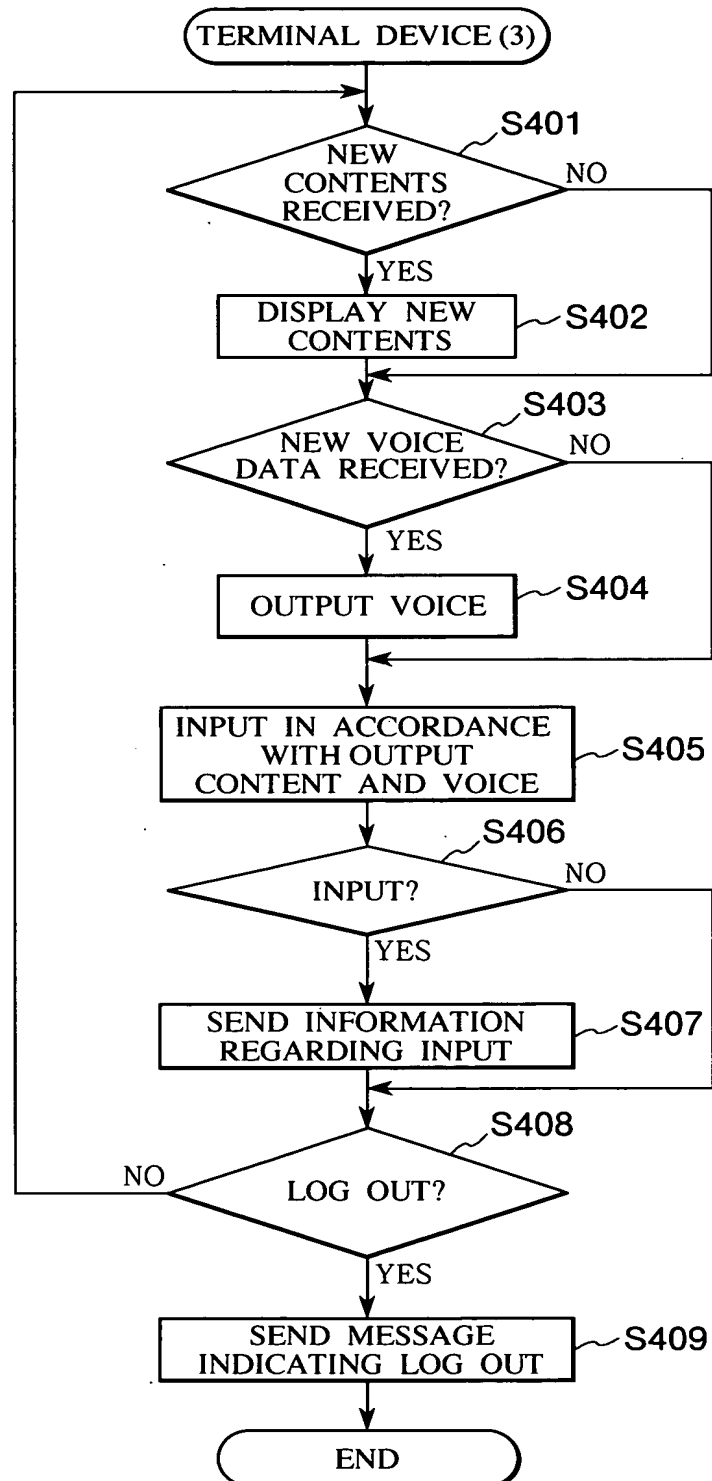 TERMINAL DEVICE (3)
S401
NEW
CONTENTS
RECEIVED?
NO
YES
DISPLAY NEW
CONTENTS
S402
S403
NEW VOICE
DATA RECEIVED?
NO
YES
OUTPUT VOICE
S404
INPUT IN ACCORDANCE
WITH OUTPUT
CONTENT AND VOICE
S405
S406
INPUT?
NO
YES
SEND INFORMATION
REGARDING INPUT
S407
S408
NO
LOG OUT?
YES
SEND MESSAGE
INDICATING LOG OUT
S409
END